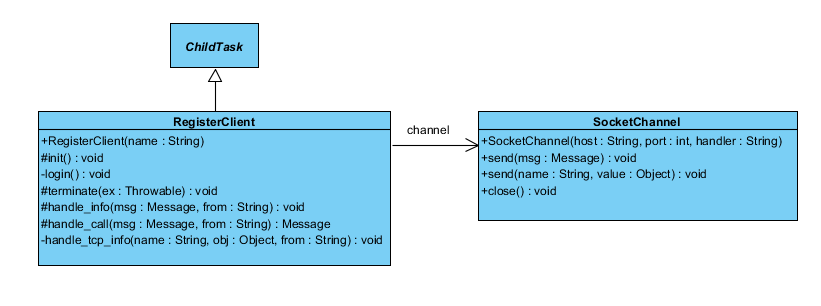 ChildTask
RegisterClient
+RegisterClient(name : String)
#init() : void
-login() : void
#terminate(ex : Throwable) : void
#handle_info(msg : Message, from : String) : void
#handle_call(msg : Message, from : String) : Message
-handle_tcp_info(name : String, obj : Object, from : String) : void
channel
SocketChannel
+SocketChannel(host : String, port : int, handler : String)
+send(msg : Message) : void
+send(name : String, value : Object) : void
+close() : void